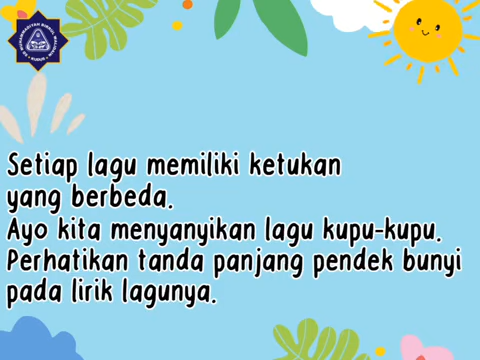 Setiap lagu memiliki ketukan
yang berbeda.
Ayo kita menyanyikan lagu kupu-kupu.
Perhatikan tanda panjang pendek bunyi
pada lirik lagunya.